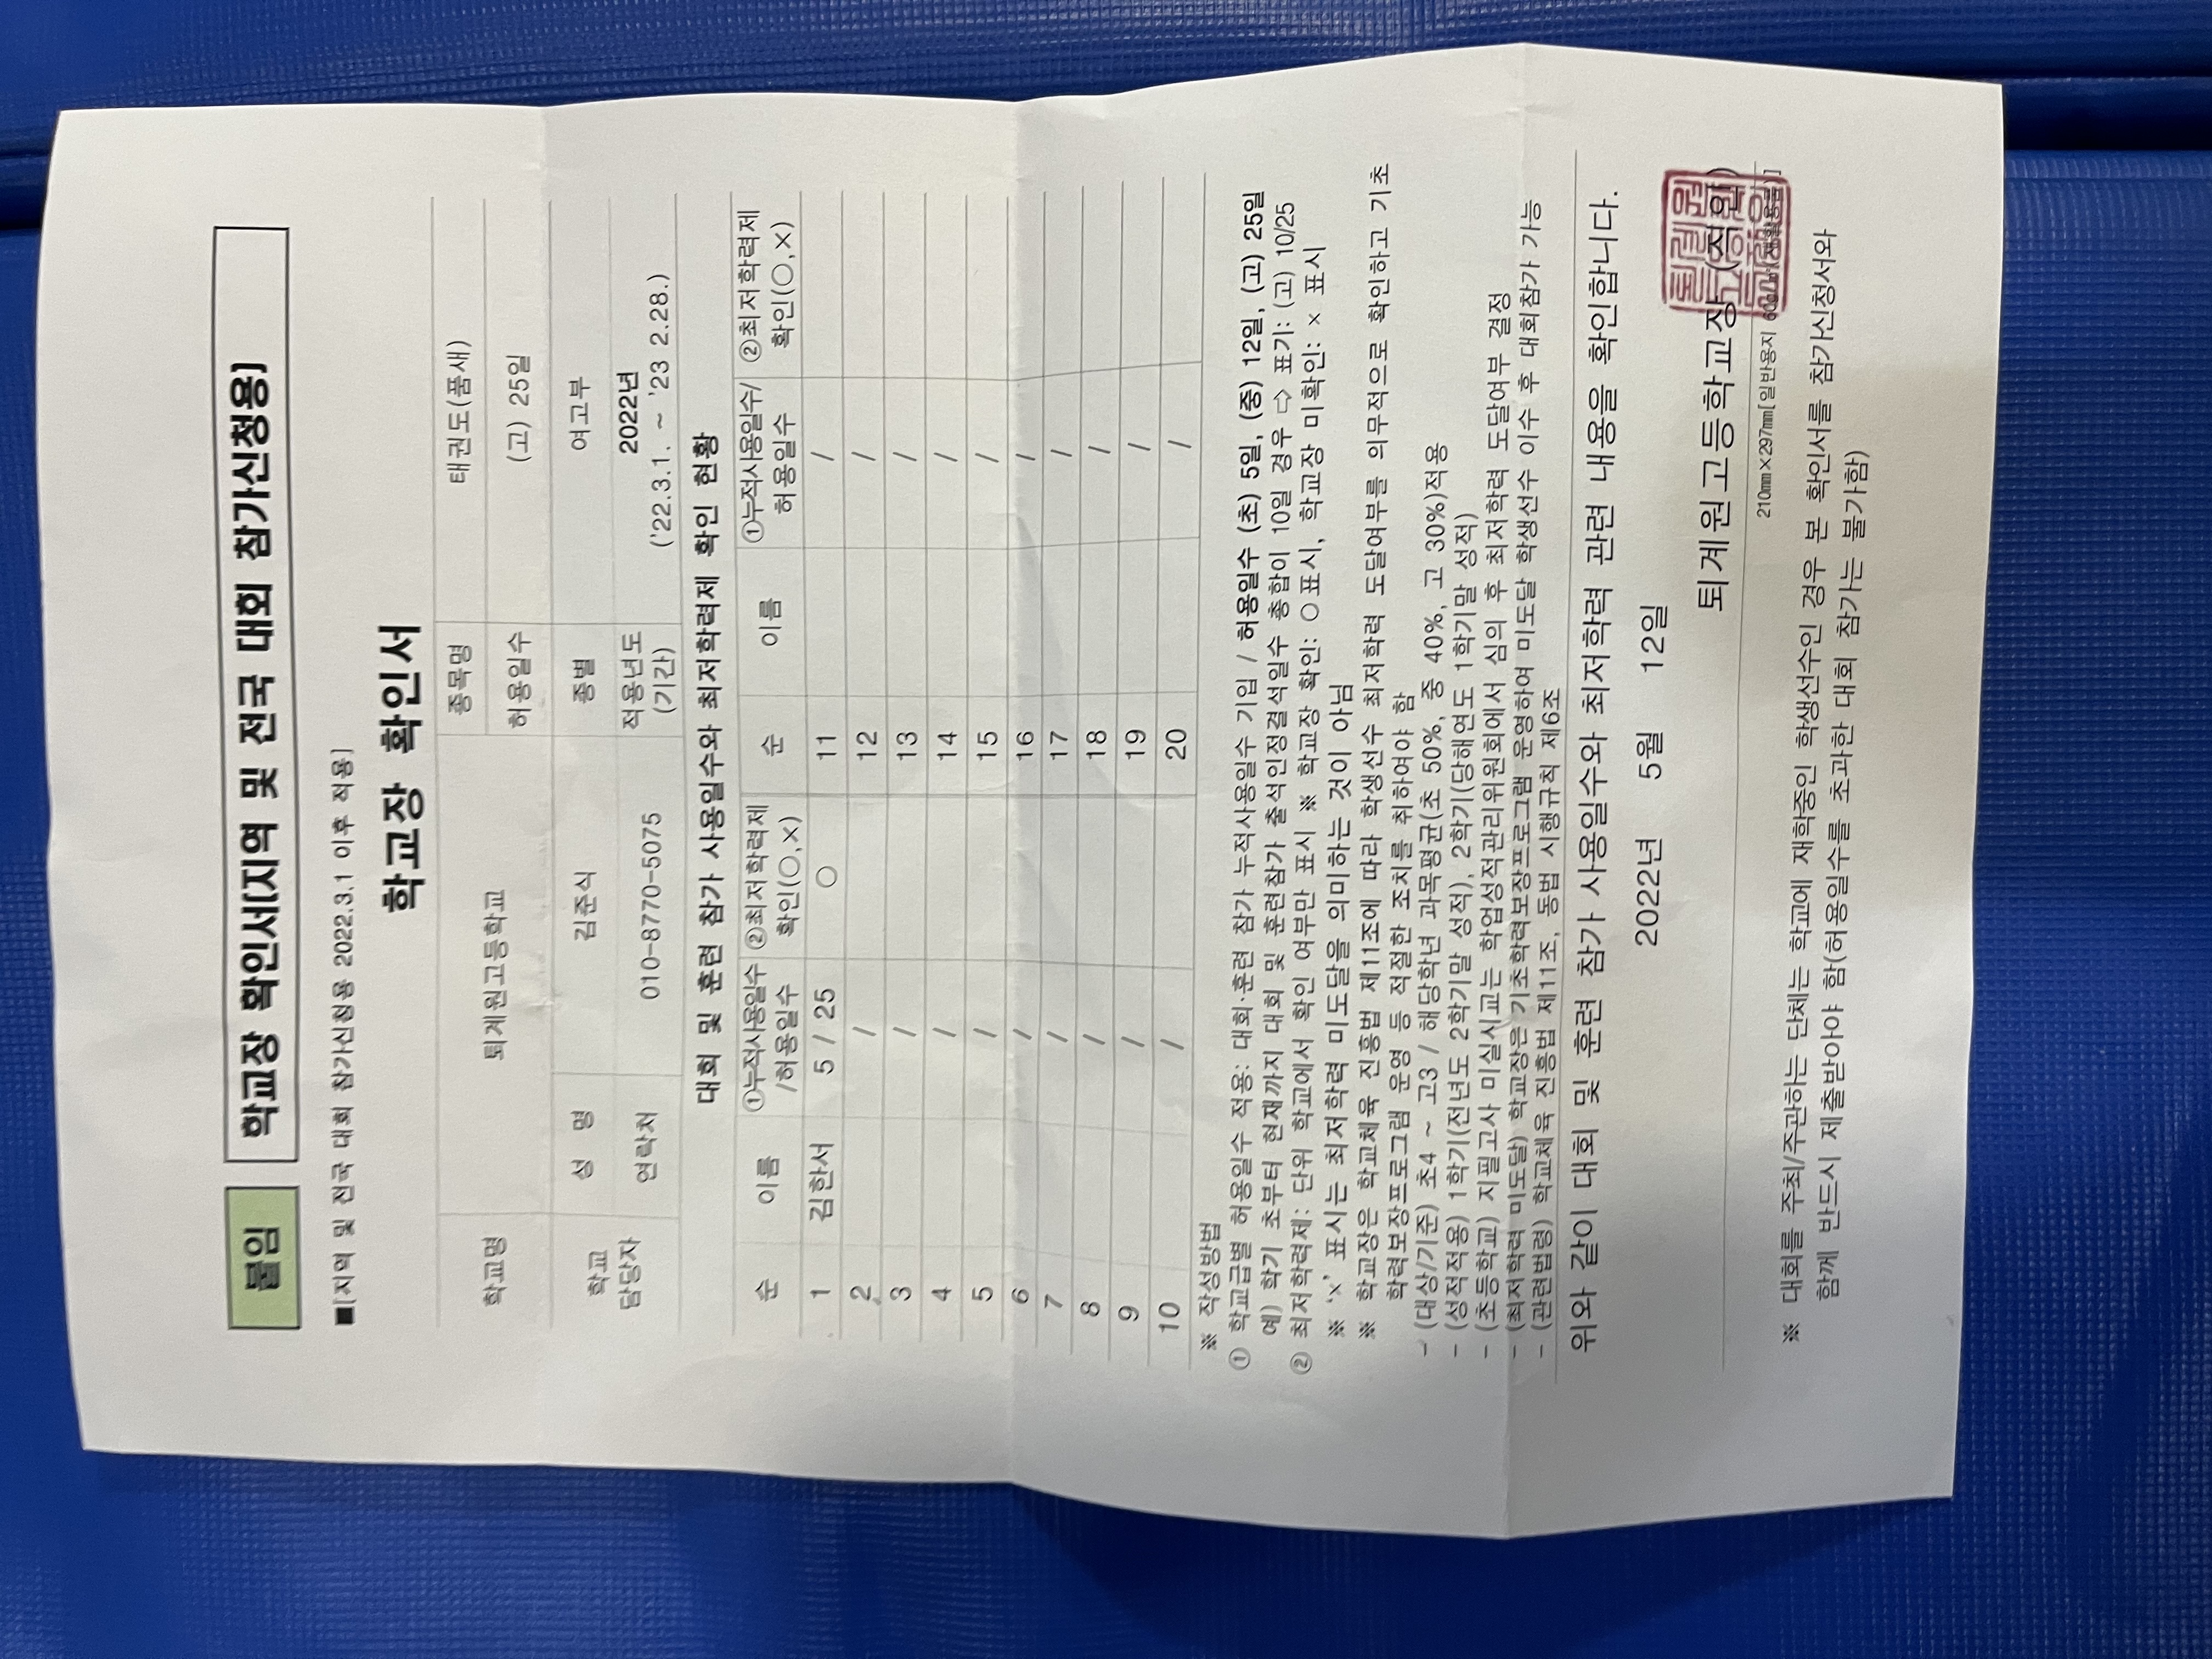 붙임 학교장 확인서(지역 및 전국 대회 참가신청용)
■[지역 및 전국 대회 참가신청용 2022.3.1 이후 적용]
학교장 확인서
학교명 퇴계원고등학교 종목명 태권도(품새)
허용일수 (고) 25일
학교 담당자 성 명 김준식 종별 여고부
연락처 010-8770-5075 적용년도 (기간) 2022년 ('22.3.1. ~ '23 2.28.)
대회 및 훈련 참가 사용일수와 최저학력제 확인 현황
순 이름 ①누적사용일수 /허용일수 ②최저학력제 확인(○,×) 순 이름 ①누적사용일수/ 허용일수 ②최저학력제 확인(○,×)
1 김한서 5 / 25 ○ 11 /
2 / 12 /
3 / 13 /
4 / 14 /
5 / 15 /
6 / 16 /
7 / 17 /
8 / 18 /
9 / 19 /
10 / 20 /
※ 작성방법
① 학교급별 허용일수 적용: 대회·훈련 참가 누적사용일수 기입 / 허용일수 (초) 5일, (중) 12일, (고) 25일
예) 학기 초부터 현재까지 대회 및 훈련참가 출석인정결석일수 총합이 10일 경우 ⇨ 표기: (고) 10/25
② 최저학력제: 단위 학교에서 확인 여부만 표시 ※ 학교장 확인: ○표시, 학교장 미확인: × 표시
※ '×' 표시는 최저학력 미도달을 의미하는 것이 아님
※ 학교장은 학교체육 진흥법 제11조에 따라 학생선수 최저학력 도달여부를 의무적으로 확인하고 기초
학력보장프로그램 운영 등 적절한 조치를 취하여야 함
- (대상/기준) 초4 ~ 고3 / 해당학년 과목평균(초 50%, 중 40%, 고 30%)적용
- (성적적용) 1학기(전년도 2학기말 성적), 2학기(당해연도 1학기말 성적)
- (초등학교) 지필고사 미실시교는 학업성적관리위원회에서 심의 후 최저학력 도달여부 결정
- (최저학력 미도달) 학교장은 기초학력보장프로그램 운영하여 미도달 학생선수 이수 후 대회참가 가능
- (관련법령) 학교체육 진흥법 제11조, 동법 시행규칙 제6조
위와 같이 대회 및 훈련 참가 사용일수와 최저학력 관련 내용을 확인합니다.
2022년 5월 12일
퇴계원고등학교장 (직인)
210㎜×297㎜[일반용지 60g/㎡(재활용품)]
※ 대회를 주최/주관하는 단체는 학교에 재학중인 학생선수인 경우 본 확인서를 참가신청서와
함께 반드시 제출받아야 함(허용일수를 초과한 대회 참가는 불가함)